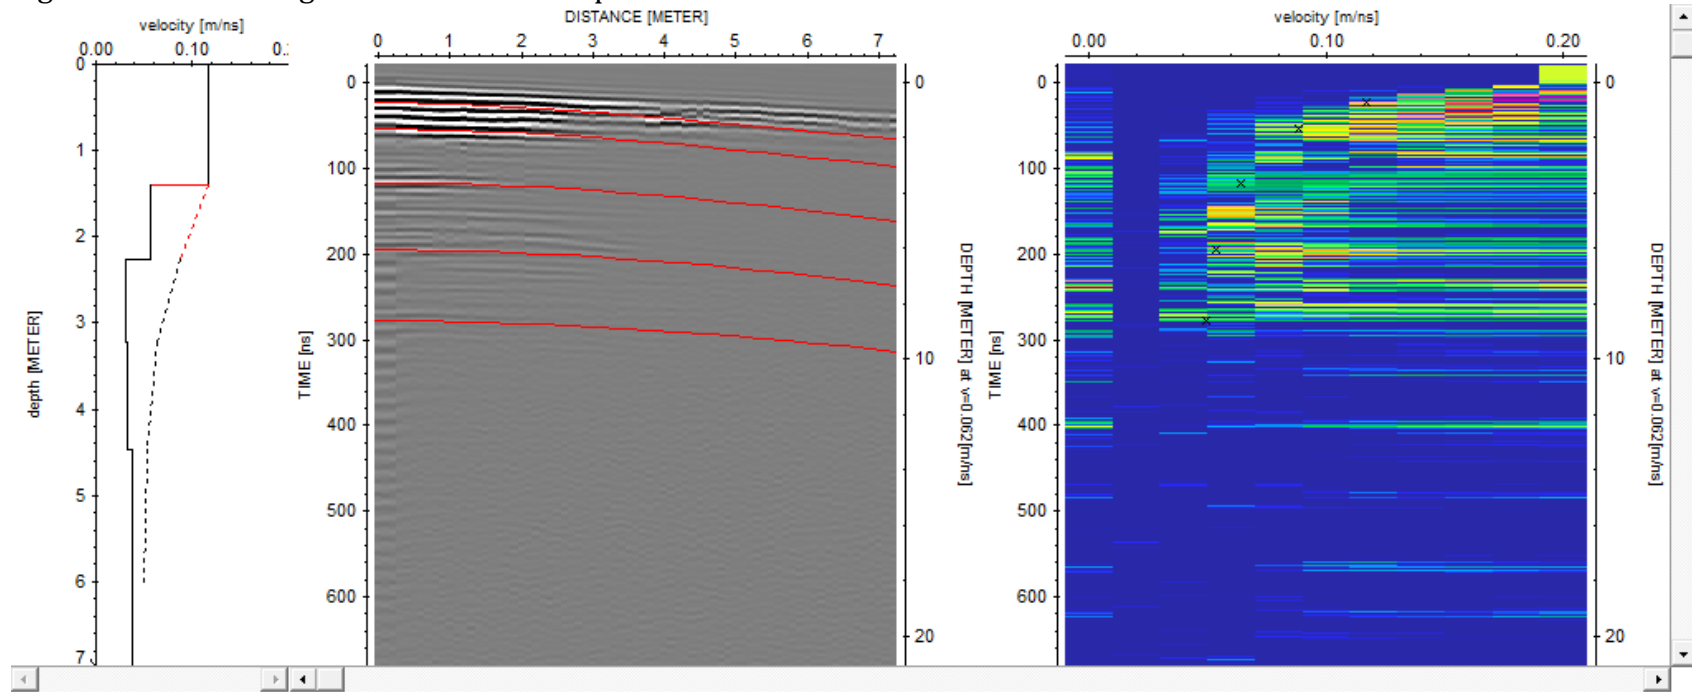 velocity [m/ns]
0.00 0.10
0
1
2
3
4
5
6
7
depth [METER]
DISTANCE [METER]
0 1 2 3 4 5 6 7
0
100
200
300
400
500
600
TIME [ns]
0
10
20
DEPTH [METER] at v=0.062[m/ns]
velocity [m/ns]
0.00 0.10 0.20
0
100
200
300
400
500
600
TIME [ns]
0
10
20
DEPTH [METER] at v=0.062[m/ns]